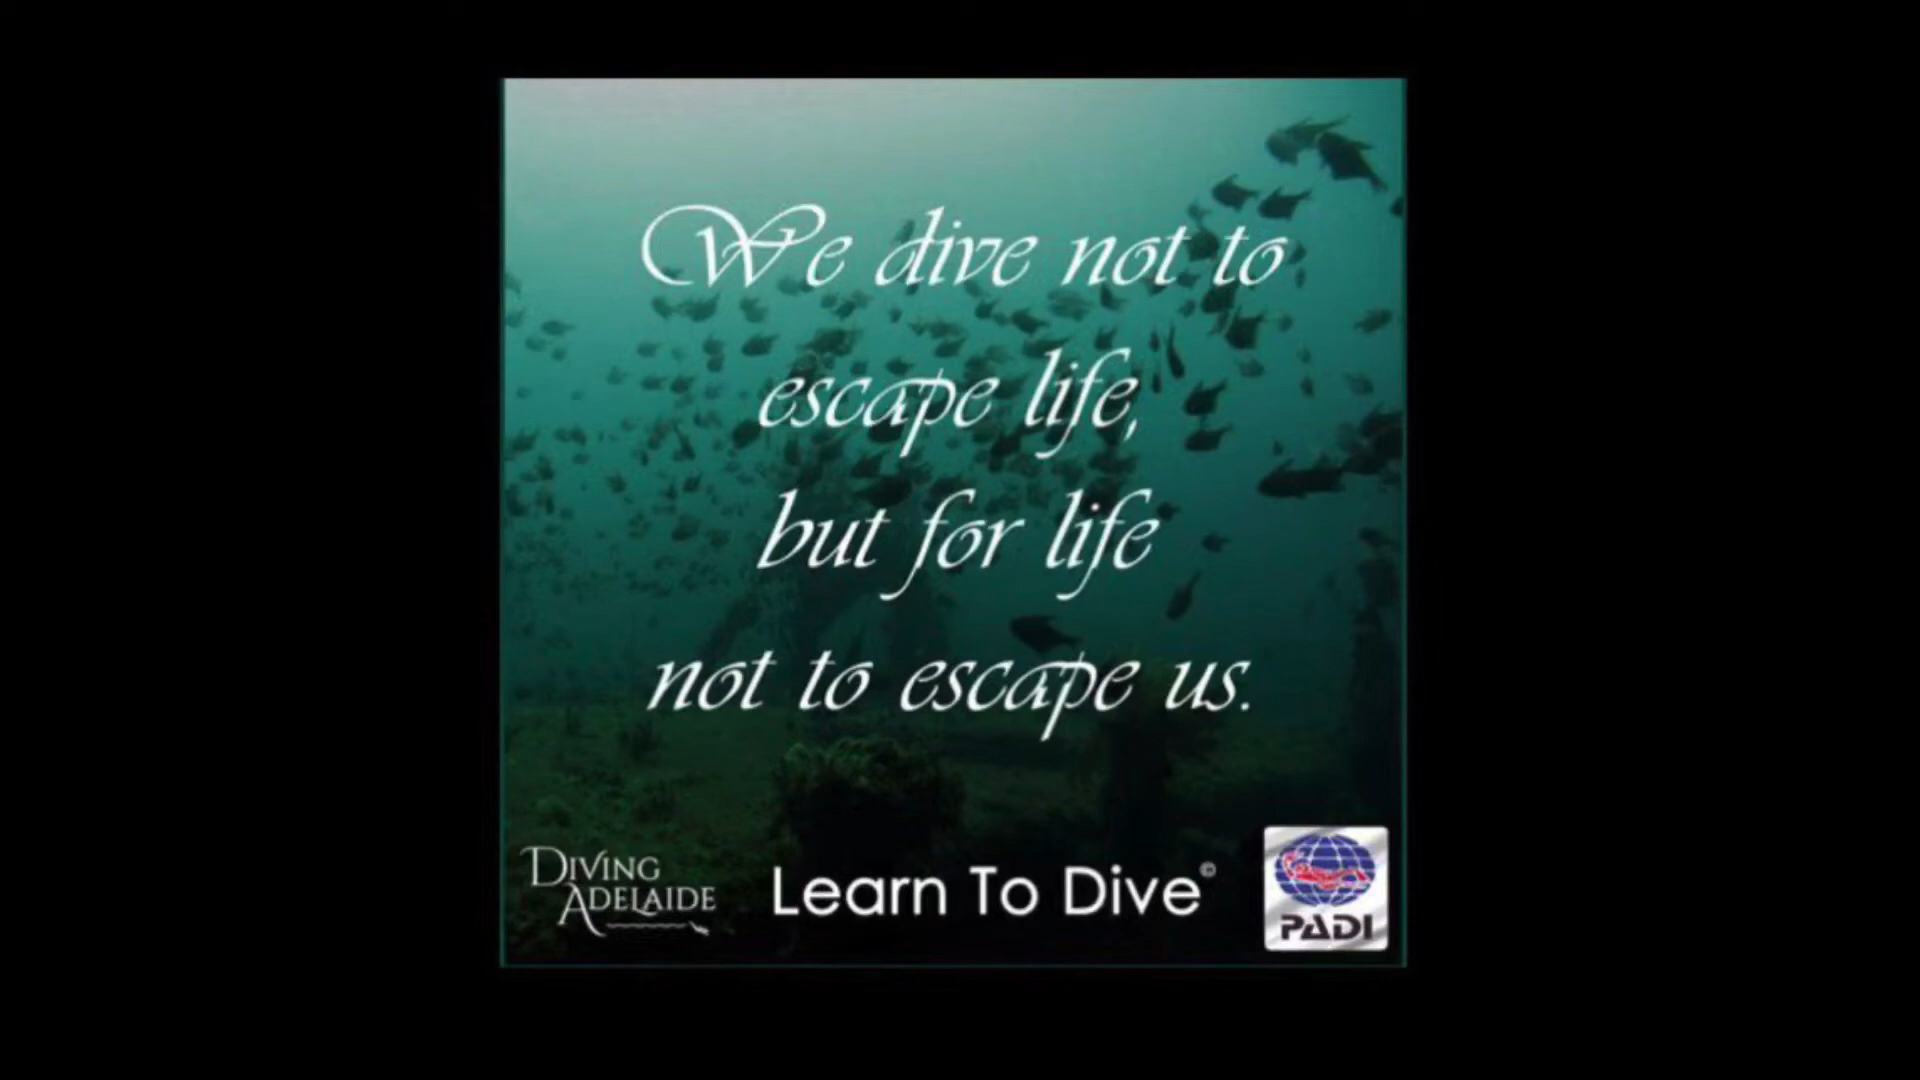 We dive not to
escape life,
but for life
not to escape us.
DIVING
ADELAIDE
Learn To Dive©
PADI